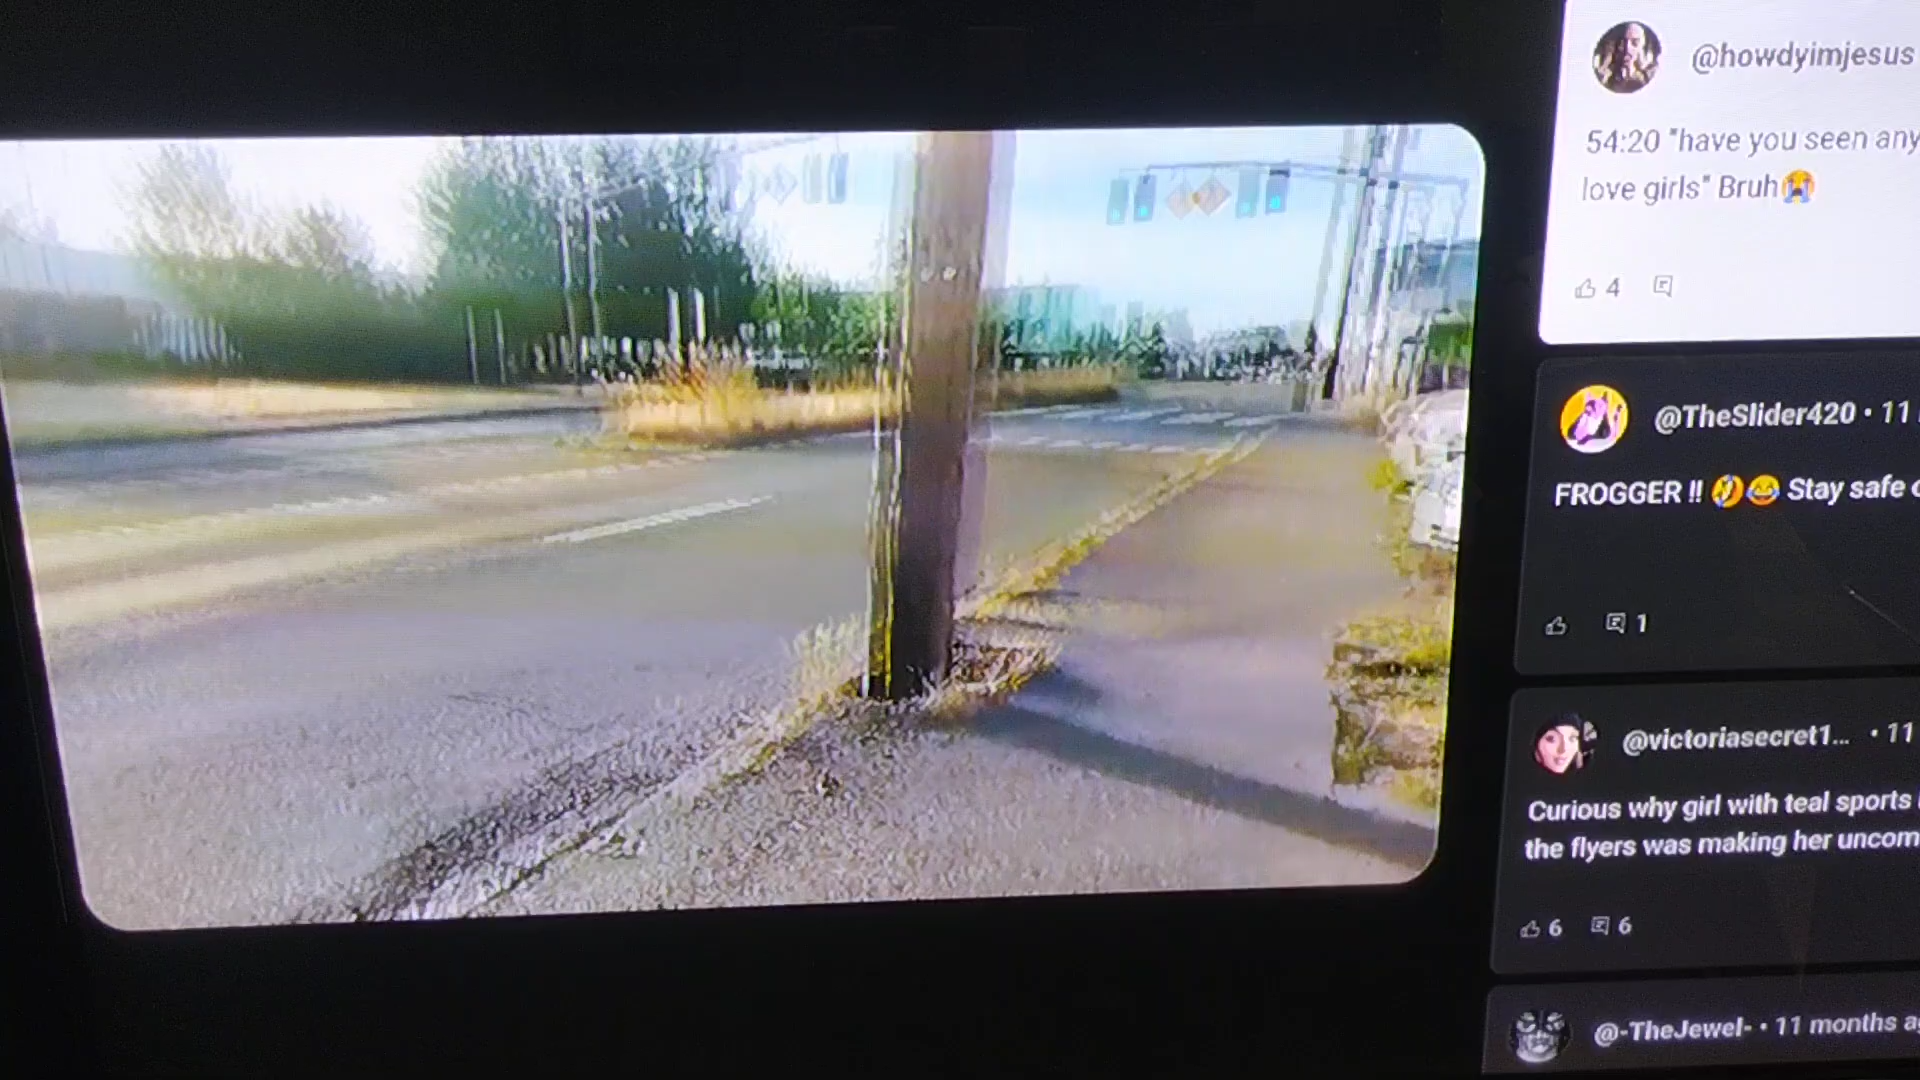 @howdyimjesus
54:20 "have you seen any
love girls" Bruh😭
4
@TheSlider420 • 11
FROGGER !! 🤣😂 Stay safe
1
@victoriasecret1... • 11
Curious why girl with teal sports
the flyers was making her uncom
6 6
@-TheJewel- • 11 months a